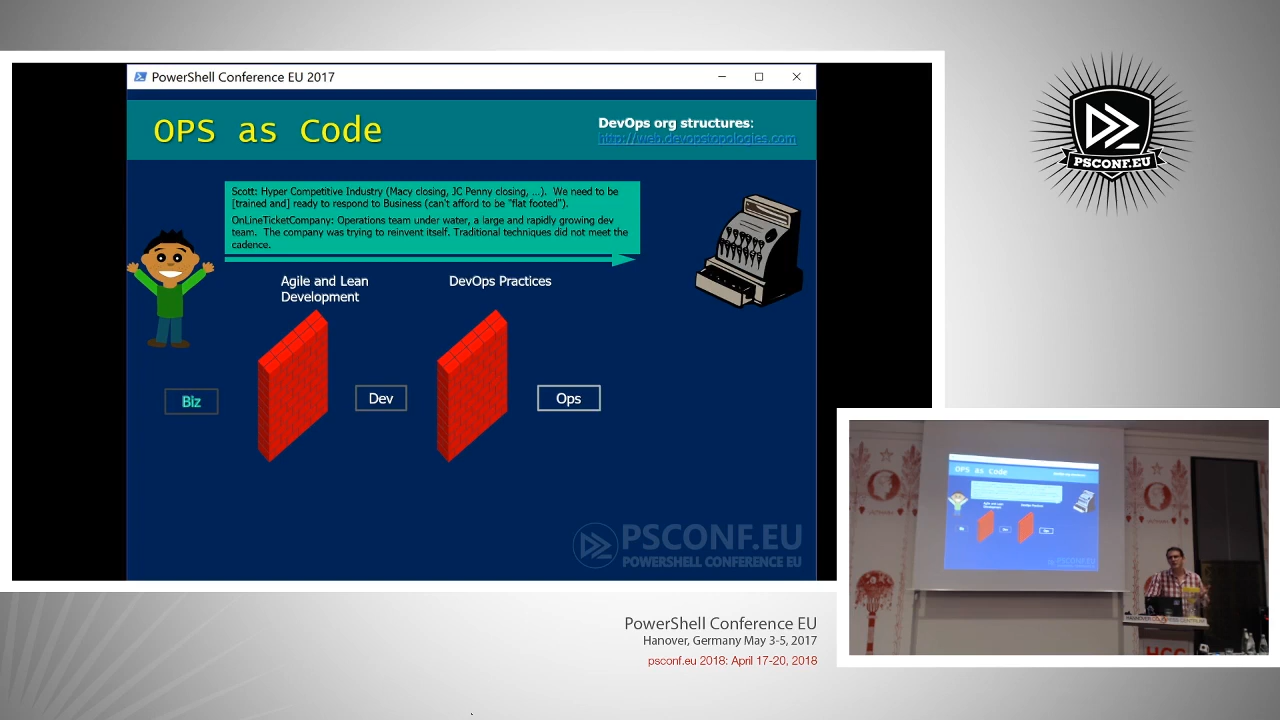 PowerShell Conference EU 2017
OPS as Code
DevOps org structures:
http://web.devopstopologies.com
Scott: Hyper Competitive Industry (Macy closing, JC Penny closing, ...). We need to be
[trained and] ready to respond to Business (can't afford to be "flat footed").
OnLineTicketCompany: Operations team under water, a large and rapidly growing dev
team. The company was trying to reinvent itself. Traditional techniques did not meet the
cadence.
Agile and Lean
Development
DevOps Practices
Biz
Dev
Ops
PSCONF.EU
POWERSHELL CONFERENCE EU
PSCONF.EU
OPS as Code
HCC
PowerShell Conference EU
Hanover, Germany May 3-5, 2017
psconf.eu 2018: April 17-20, 2018